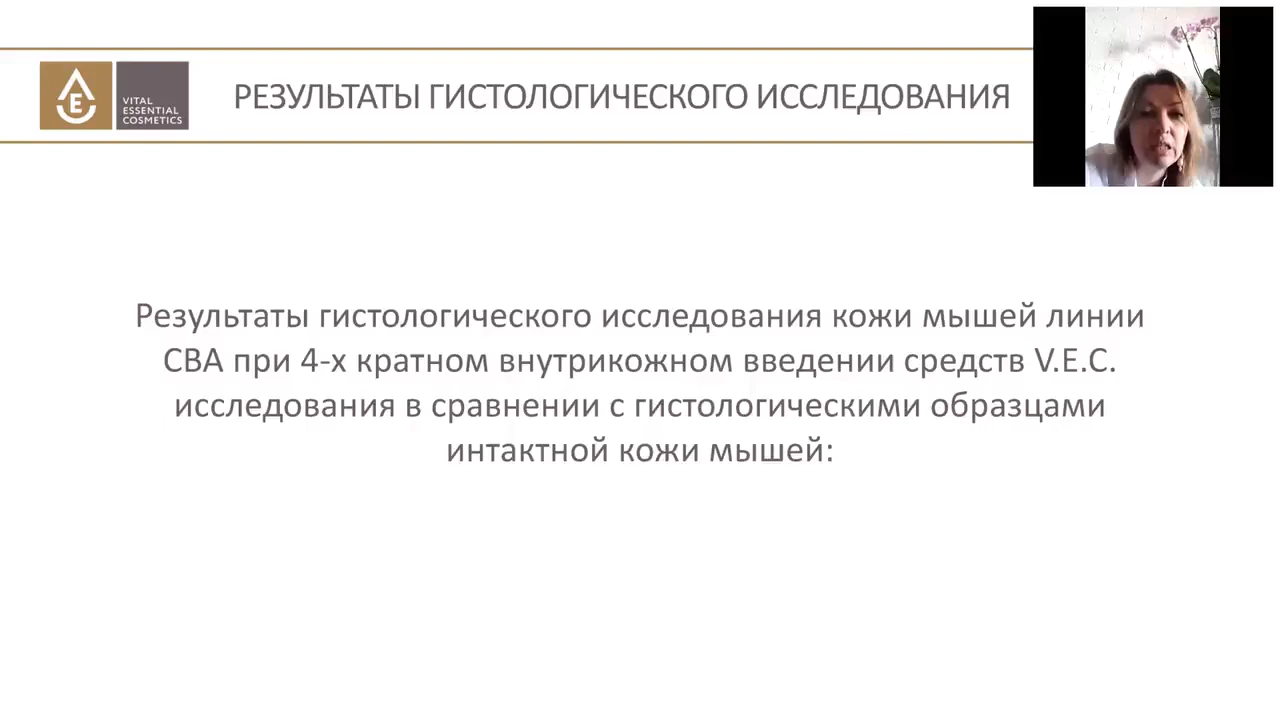 VITAL
ESSENTIAL
COSMETICS
РЕЗУЛЬТАТЫ ГИСТОЛОГИЧЕСКОГО ИССЛЕДОВАНИЯ
Результаты гистологического исследования кожи мышей линии
СВА при 4-х кратном внутрикожном введении средств V.E.C.
исследования в сравнении с гистологическими образцами
интактной кожи мышей: